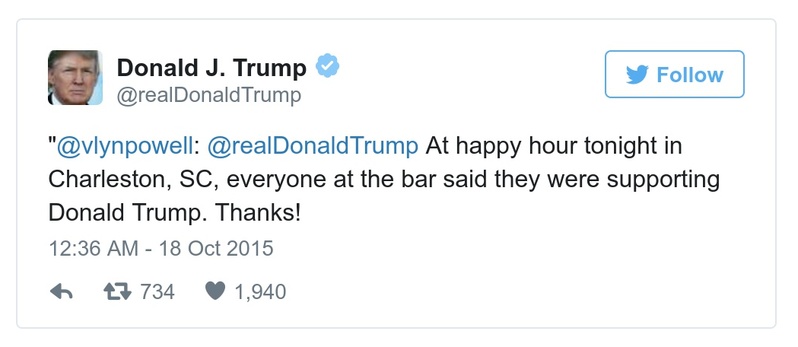 Donald J. Trump
@realDonaldTrump
Follow
"@vlynpowell: @realDonaldTrump At happy hour tonight in
Charleston, SC, everyone at the bar said they were supporting
Donald Trump. Thanks!
12:36 AM - 18 Oct 2015
734 1,940